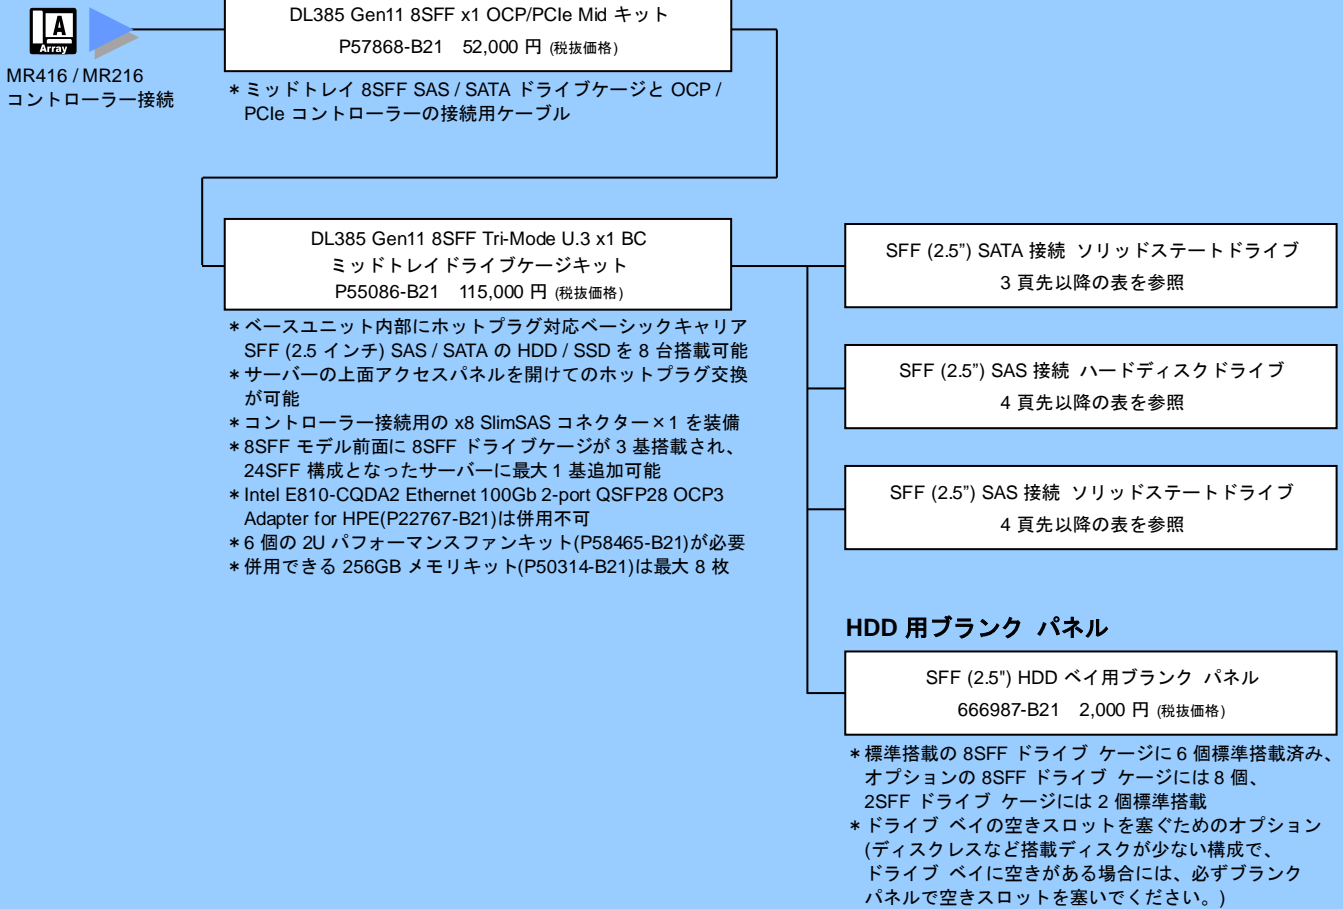 A
Array
MR416 / MR216
コントローラー接続
DL385 Gen11 8SFF x1 OCP/PCIe Mid キット
P57868-B21 52,000 円 (税抜価格)
＊ミッドトレイ 8SFF SAS / SATA ドライブケージと OCP /
PCIe コントローラーの接続用ケーブル
DL385 Gen11 8SFF Tri-Mode U.3 x1 BC
ミッドトレイドライブケージキット
P55086-B21 115,000 円 (税抜価格)
＊ベースユニット内部にホットプラグ対応ベーシックキャリア
SFF (2.5 インチ) SAS / SATA の HDD / SSD を 8 台搭載可能
＊サーバーの上面アクセスパネルを開けてのホットプラグ交換
が可能
＊コントローラー接続用の x8 SlimSAS コネクター×1 を装備
＊8SFF モデル前面に 8SFF ドライブケージが 3 基搭載され、
24SFF 構成となったサーバーに最大 1 基追加可能
＊Intel E810-CQDA2 Ethernet 100Gb 2-port QSFP28 OCP3
Adapter for HPE(P22767-B21)は併用不可
＊6 個の 2U パフォーマンスファンキット(P58465-B21)が必要
＊併用できる 256GB メモリキット(P50314-B21)は最大 8 枚
SFF (2.5”) SATA 接続 ソリッドステートドライブ
3 頁先以降の表を参照
SFF (2.5”) SAS 接続 ハードディスクドライブ
4 頁先以降の表を参照
SFF (2.5”) SAS 接続 ソリッドステートドライブ
4 頁先以降の表を参照
HDD 用ブランク パネル
SFF (2.5") HDD ベイ用ブランク パネル
666987-B21 2,000 円 (税抜価格)
＊標準搭載の 8SFF ドライブ ケージに 6 個標準搭載済み、
オプションの 8SFF ドライブ ケージには 8 個、
2SFF ドライブ ケージには 2 個標準搭載
＊ドライブ ベイの空きスロットを塞ぐためのオプション
(ディスクレスなど搭載ディスクが少ない構成で、
ドライブ ベイに空きがある場合には、必ずブランク
パネルで空きスロットを塞いでください。)